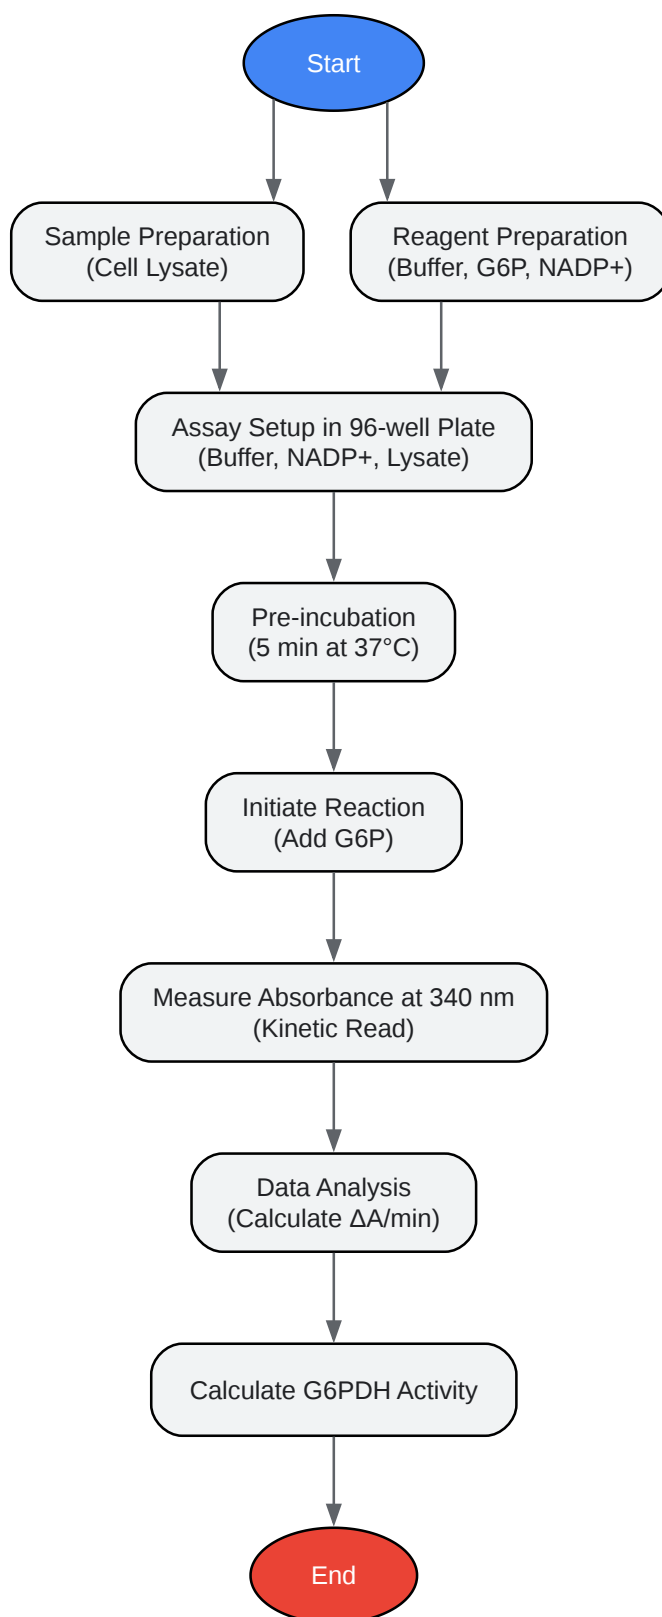 Start
Sample Preparation
(Cell Lysate)
Reagent Preparation
(Buffer, G6P, NADP+)
Assay Setup in 96-well Plate
(Buffer, NADP+, Lysate)
Pre-incubation
(5 min at 37°C)
Initiate Reaction
(Add G6P)
Measure Absorbance at 340 nm
(Kinetic Read)
Data Analysis
(Calculate ΔA/min)
Calculate G6PDH Activity
End